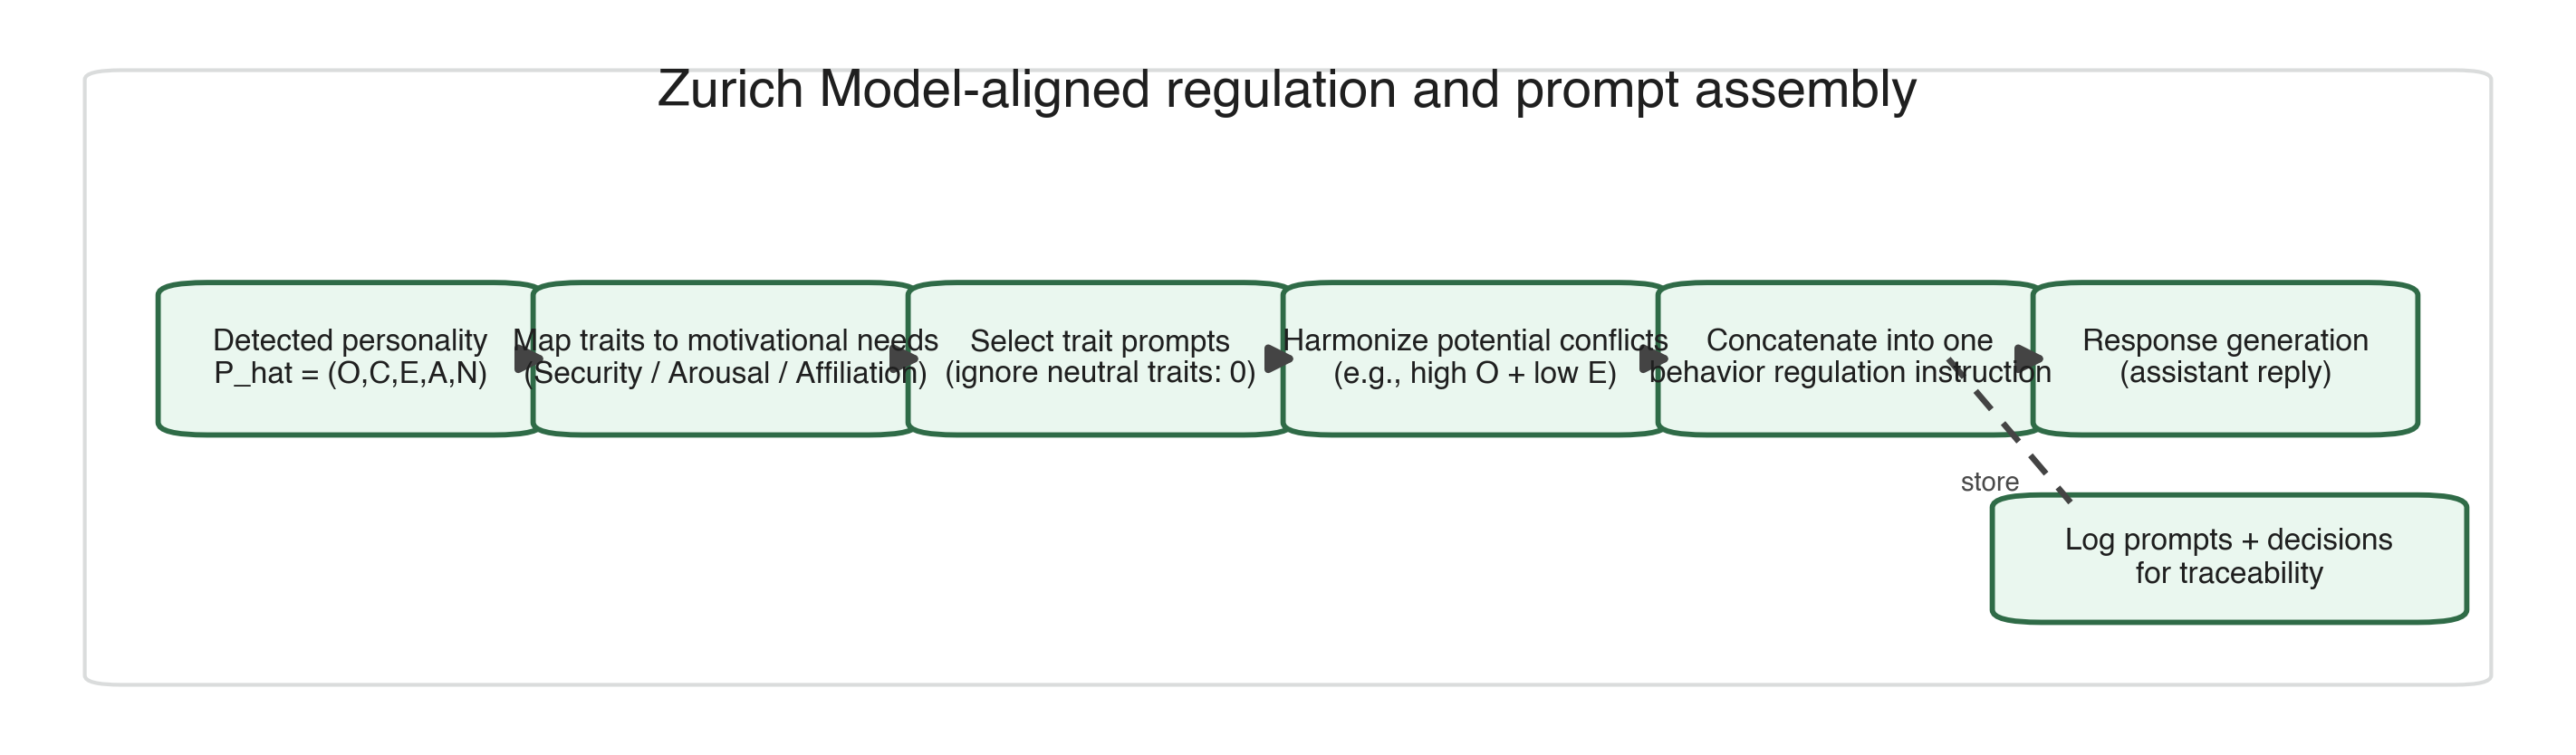 Zurich Model-aligned regulation and prompt assembly
Detected personality
P_hat = (O,C,E,A,N)
Map traits to motivational needs
(Security / Arousal / Affiliation)
Select trait prompts
(ignore neutral traits: 0)
Harmonize potential conflicts
(e.g., high O + low E)
Concatenate into one
behavior regulation instruction
Response generation
(assistant reply)
store
Log prompts + decisions
for traceability